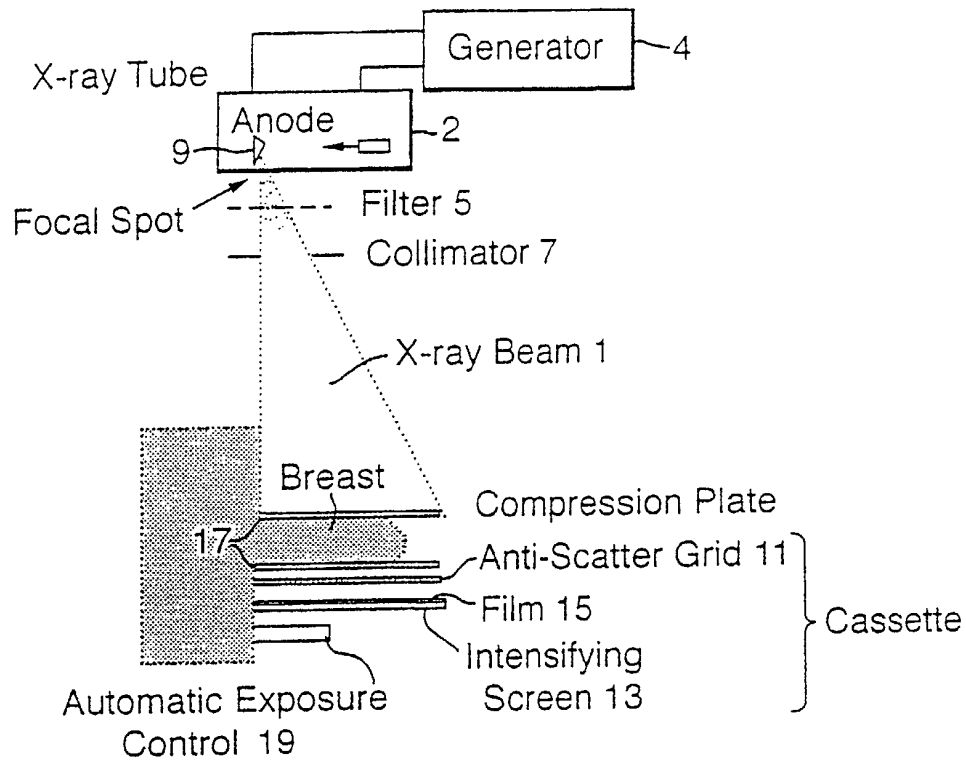 Generator
4
X-ray Tube
Anode
2
9
Focal Spot
Filter 5
Collimator 7
X-ray Beam 1
Breast
Compression Plate
17
Anti-Scatter Grid 11
Film 15
Cassette
Intensifying
Screen 13
Automatic Exposure
Control 19